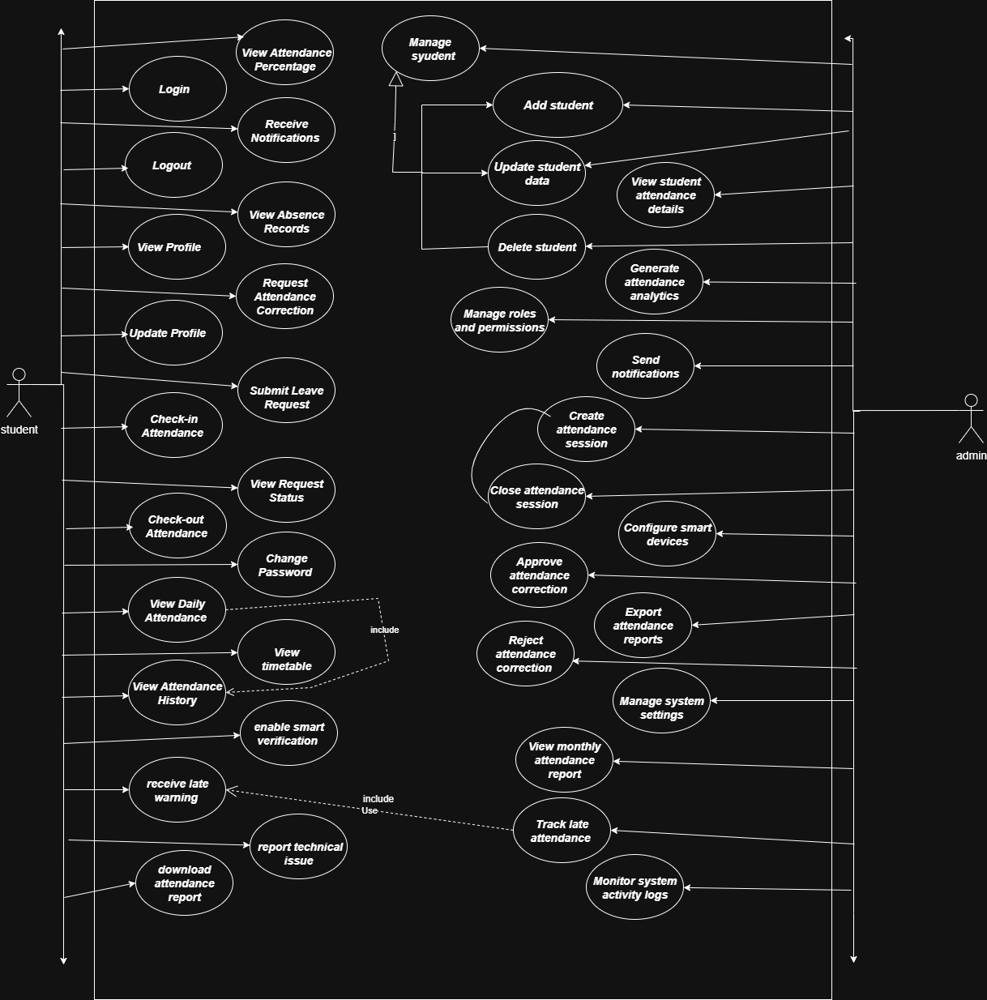 View Attendance
Percentage
Login
Receive
Notifications
Logout
View Absence
Records
View Profile
Request
Attendance
Correction
Update Profile
Submit Leave
Request
student
Check-in
Attendance
View Request
Status
Check-out
Attendance
Change
Password
View Daily
Attendance
include
View
timetable
View Attendance
History
enable smart
verification
receive late
warning
include
Use
report technical
issue
download
attendance
report
Manage
syudent
Add student
]
Update student
data
View student
attendance
details
Delete student
Generate
attendance
analytics
Manage roles
and permissions
Send
notifications
Create
attendance
session
admin
Close attendance
session
Configure smart
devices
Approve
attendance
correction
Export
attendance
reports
Reject
attendance
correction
Manage system
settings
View monthly
attendance
report
Track late
attendance
Monitor system
activity logs